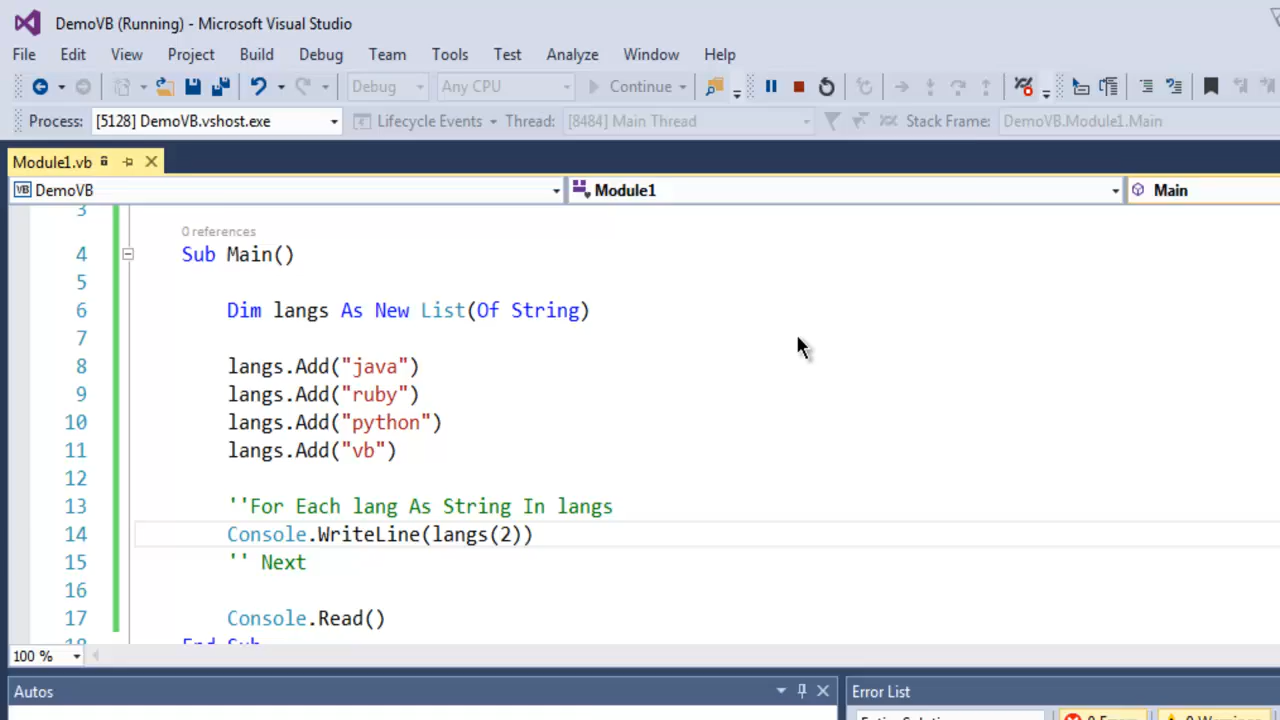 DemoVB (Running) - Microsoft Visual Studio
File Edit View Project Build Debug Team Tools Test Analyze Window Help
Debug Any CPU Continue
Process: [5128] DemoVB.vshost.exe Lifecycle Events Thread: [8484] Main Thread Stack Frame: DemoVB.Module1.Main
Module1.vb
VB DemoVB Module1 Main
3
0 references
4 Sub Main()
5
6 Dim langs As New List(Of String)
7
8 langs.Add("java")
9 langs.Add("ruby")
10 langs.Add("python")
11 langs.Add("vb")
12
13 ''For Each lang As String In langs
14 Console.WriteLine(langs(2))
15 '' Next
16
17 Console.Read()
18 End Sub
100 %
Autos Error List